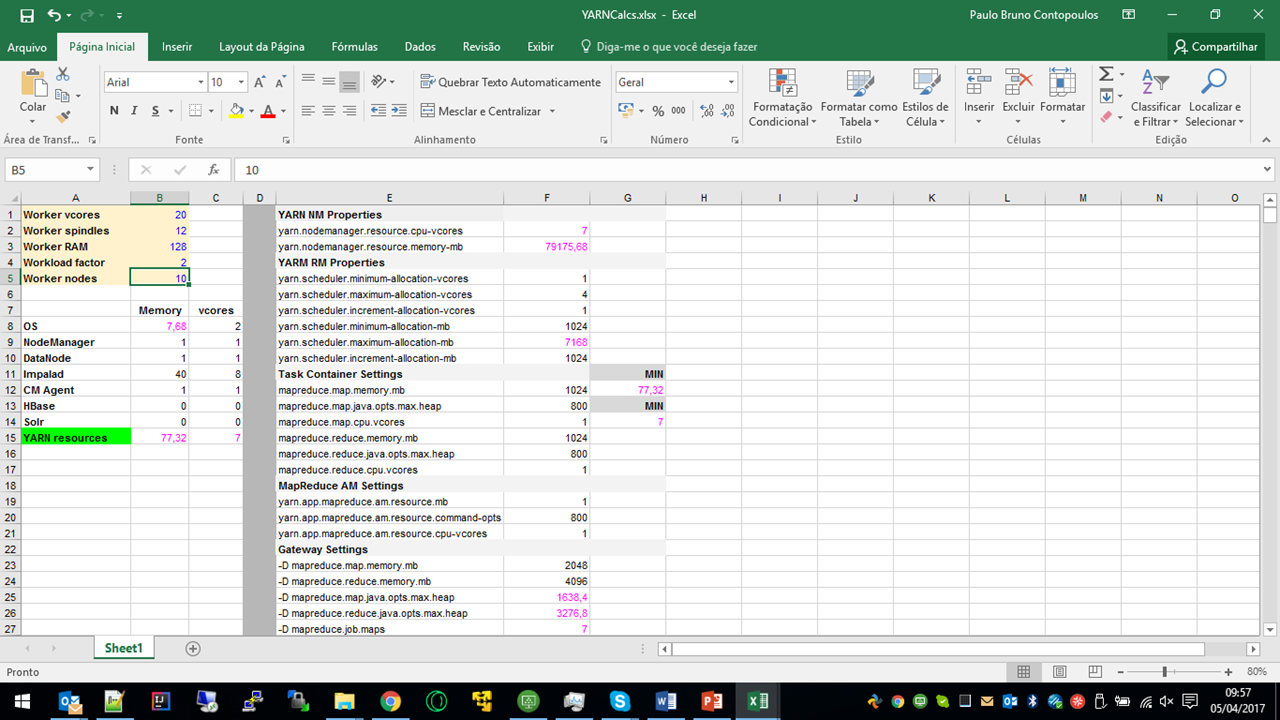 YARNCalcs.xlsx - Excel
Paulo Bruno Contopoulos
Arquivo Página Inicial Inserir Layout da Página Fórmulas Dados Revisão Exibir Diga-me o que você deseja fazer Compartilhar
Colar
Área de Transf...
Arial 10
N I S
Fonte
Quebrar Texto Automaticamente
Mesclar e Centralizar
Alinhamento
Geral
% 000
Número
Formatação Condicional
Formatar como Tabela
Estilos de Célula
Estilo
Inserir Excluir Formatar
Células
Classificar e Filtrar
Localizar e Selecionar
Edição
B5 fx 10
A B C D E F G H I J K L M N O
1 Worker vcores 20 YARN NM Properties
2 Worker spindles 12 yarn.nodemanager.resource.cpu-vcores 7
3 Worker RAM 128 yarn.nodemanager.resource.memory-mb 79175,68
4 Workload factor 2 YARM RM Properties
5 Worker nodes 10 yarn.scheduler.minimum-allocation-vcores 1
6 yarn.scheduler.maximum-allocation-vcores 4
7 Memory vcores yarn.scheduler.increment-allocation-vcores 1
8 OS 7,68 2 yarn.scheduler.minimum-allocation-mb 1024
9 NodeManager 1 1 yarn.scheduler.maximum-allocation-mb 7168
10 DataNode 1 1 yarn.scheduler.increment-allocation-mb 1024
11 Impalad 40 8 Task Container Settings MIN
12 CM Agent 1 1 mapreduce.map.memory.mb 1024 77,32
13 HBase 0 0 mapreduce.map.java.opts.max.heap 800 MIN
14 Solr 0 0 mapreduce.map.cpu.vcores 1 7
15 YARN resources 77,32 7 mapreduce.reduce.memory.mb 1024
16 mapreduce.reduce.java.opts.max.heap 800
17 mapreduce.reduce.cpu.vcores 1
18 MapReduce AM Settings
19 yarn.app.mapreduce.am.resource.mb 1
20 yarn.app.mapreduce.am.resource.command-opts 800
21 yarn.app.mapreduce.am.resource.cpu-vcores 1
22 Gateway Settings
23 -D mapreduce.map.memory.mb 2048
24 -D mapreduce.reduce.memory.mb 4096
25 -D mapreduce.map.java.opts.max.heap 1638,4
26 -D mapreduce.reduce.java.opts.max.heap 3276,8
27 -D mapreduce.job.maps 7
Sheet1
Pronto
80%
09:57
05/04/2017